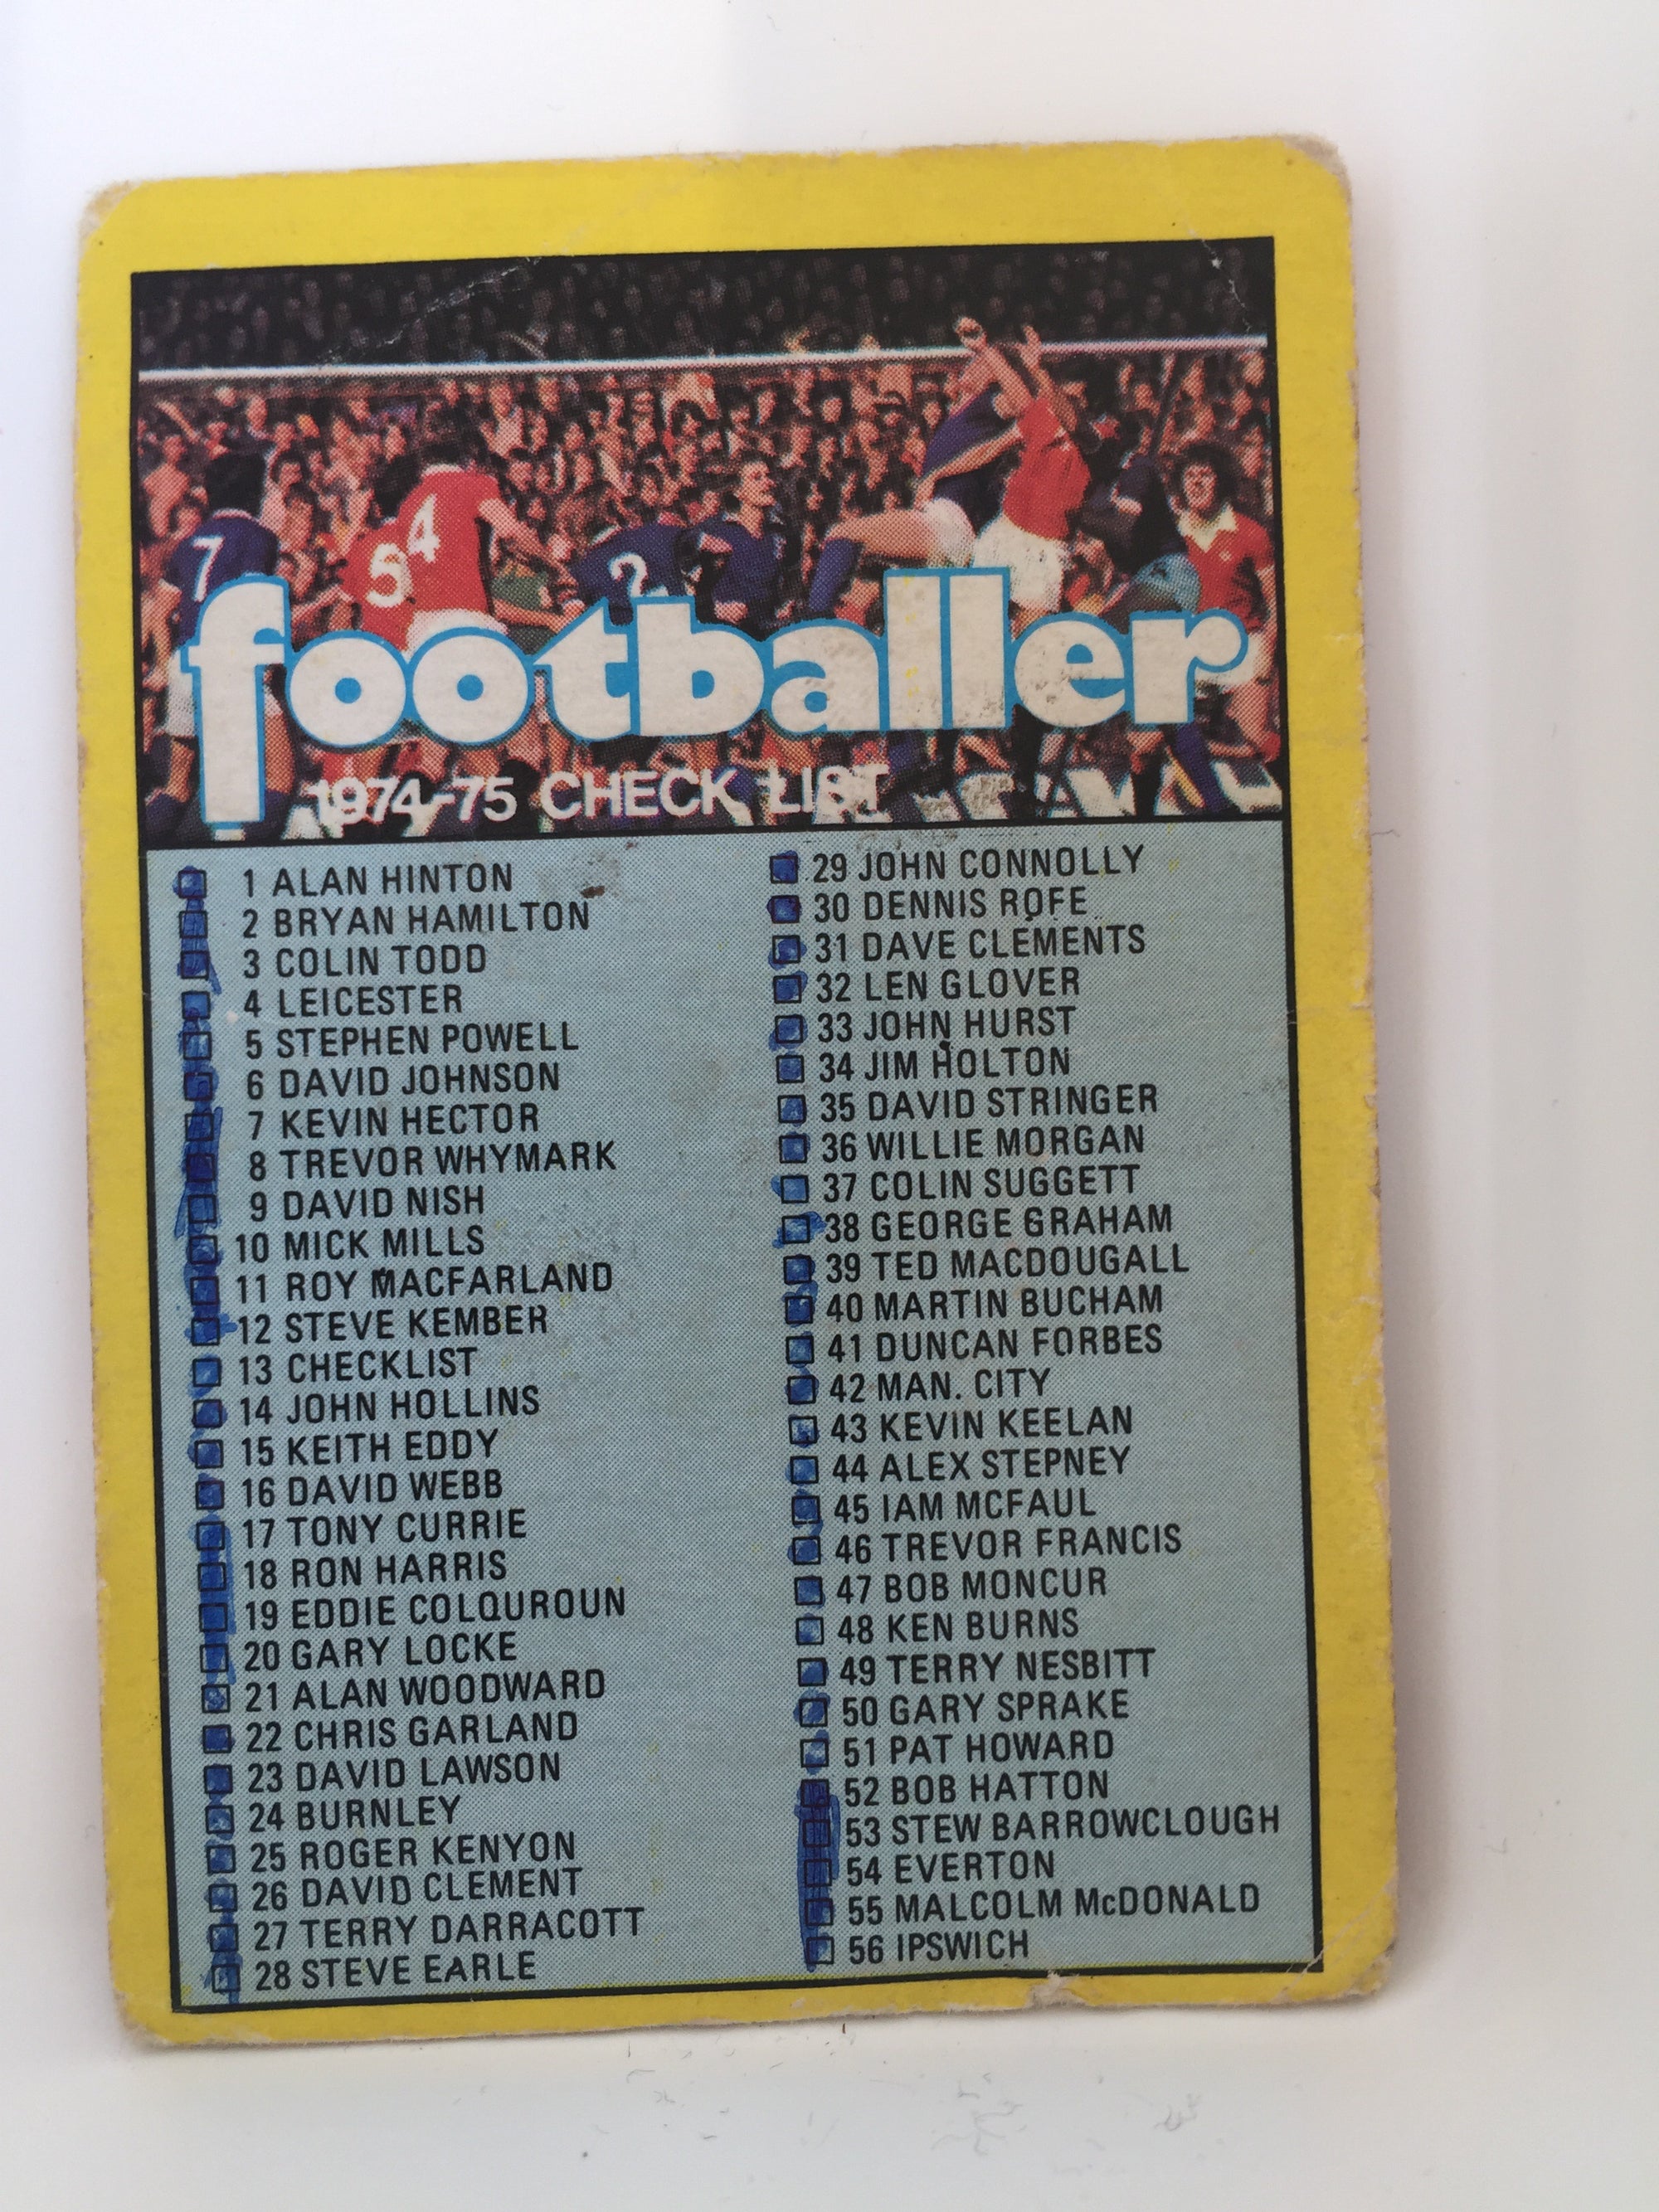 7
4
5
2
footballer
1974-75 CHECK LIST
1 ALAN HINTON
2 BRYAN HAMILTON
3 COLIN TODD
4 LEICESTER
5 STEPHEN POWELL
6 DAVID JOHNSON
7 KEVIN HECTOR
8 TREVOR WHYMARK
9 DAVID NISH
10 MICK MILLS
11 ROY MACFARLAND
12 STEVE KEMBER
13 CHECKLIST
14 JOHN HOLLINS
15 KEITH EDDY
16 DAVID WEBB
17 TONY CURRIE
18 RON HARRIS
19 EDDIE COLQUROUN
20 GARY LOCKE
21 ALAN WOODWARD
22 CHRIS GARLAND
23 DAVID LAWSON
24 BURNLEY
25 ROGER KENYON
26 DAVID CLEMENT
27 TERRY DARRACOTT
28 STEVE EARLE
29 JOHN CONNOLLY
30 DENNIS ROFE
31 DAVE CLEMENTS
32 LEN GLOVER
33 JOHN HURST
34 JIM HOLTON
35 DAVID STRINGER
36 WILLIE MORGAN
37 COLIN SUGGETT
38 GEORGE GRAHAM
39 TED MACDOUGALL
40 MARTIN BUCHAM
41 DUNCAN FORBES
42 MAN. CITY
43 KEVIN KEELAN
44 ALEX STEPNEY
45 IAM MCFAUL
46 TREVOR FRANCIS
47 BOB MONCUR
48 KEN BURNS
49 TERRY NESBITT
50 GARY SPRAKE
51 PAT HOWARD
52 BOB HATTON
53 STEW BARROWCLOUGH
54 EVERTON
55 MALCOLM McDONALD
56 IPSWICH